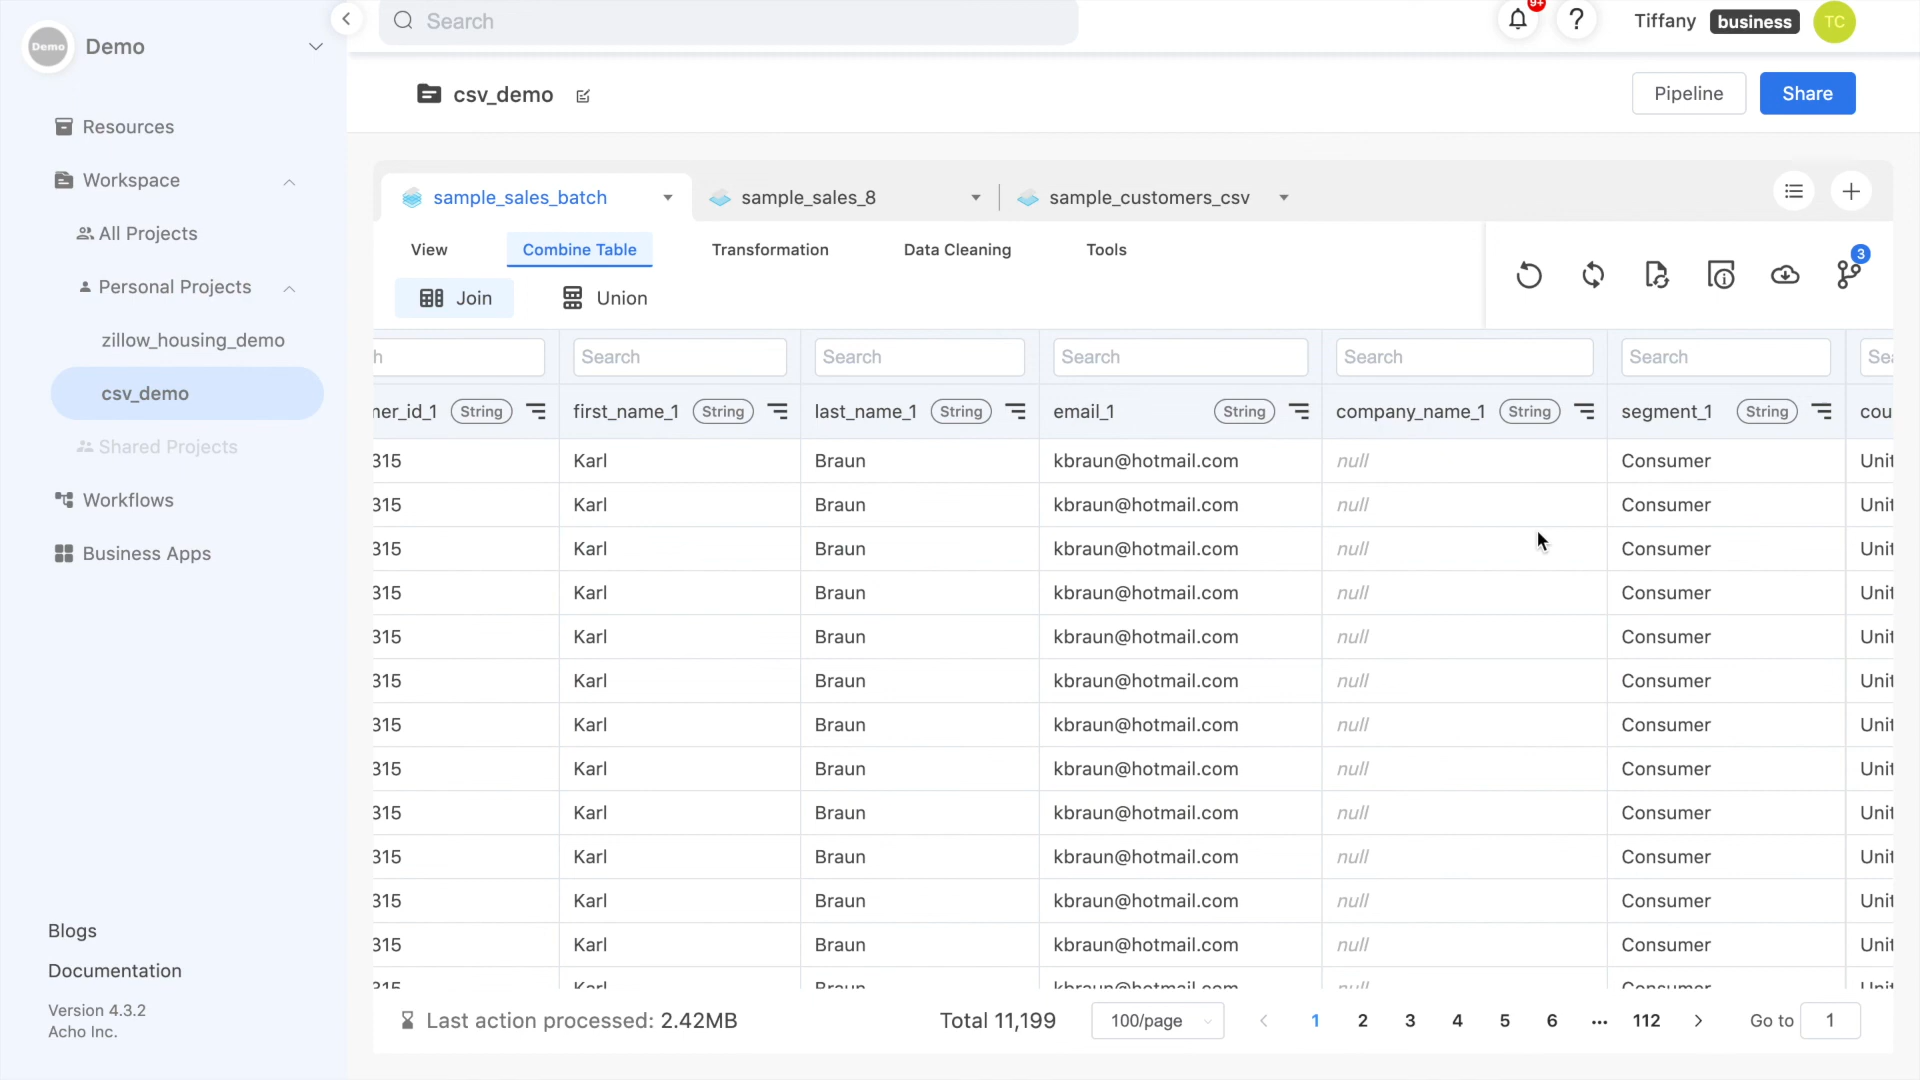 Demo Demo
Search
9+
Tiffany business TC
csv_demo
Pipeline Share
Resources
Workspace
All Projects
Personal Projects
zillow_housing_demo
csv_demo
Shared Projects
Workflows
Business Apps
Blogs
Documentation
Version 4.3.2
Acho Inc.
sample_sales_batch sample_sales_8 sample_customers_csv
View Combine Table Transformation Data Cleaning Tools
3
Join Union
h Search Search Search Search Search Sea
ner_id_1 String first_name_1 String last_name_1 String email_1 String company_name_1 String segment_1 String cou
315 Karl Braun kbraun@hotmail.com null Consumer Unit
315 Karl Braun kbraun@hotmail.com null Consumer Unit
315 Karl Braun kbraun@hotmail.com null Consumer Unit
315 Karl Braun kbraun@hotmail.com null Consumer Unit
315 Karl Braun kbraun@hotmail.com null Consumer Unit
315 Karl Braun kbraun@hotmail.com null Consumer Unit
315 Karl Braun kbraun@hotmail.com null Consumer Unit
315 Karl Braun kbraun@hotmail.com null Consumer Unit
315 Karl Braun kbraun@hotmail.com null Consumer Unit
315 Karl Braun kbraun@hotmail.com null Consumer Unit
315 Karl Braun kbraun@hotmail.com null Consumer Unit
315 Karl Braun kbraun@hotmail.com null Consumer Unit
315 Karl Braun kbraun@hotmail.com null Consumer Unit
Last action processed: 2.42MB Total 11,199 100/page 1 2 3 4 5 6 ••• 112 Go to 1